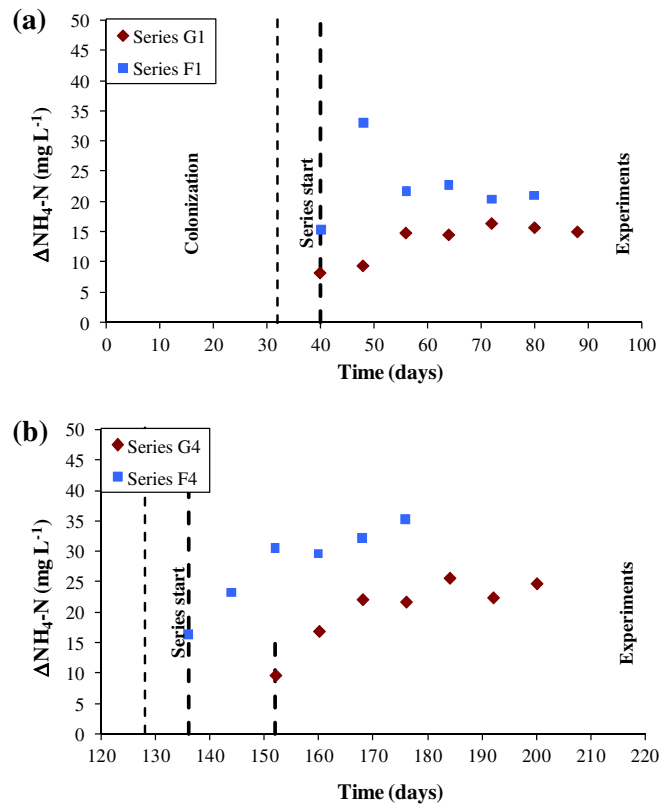 (a)
50
45
40
35
30
25
20
15
10
5
0
ΔNH₄-N (mg L⁻¹)
Series G1
Series F1
Colonization
Series start
Experiments
0 10 20 30 40 50 60 70 80 90 100
Time (days)
(b)
50
45
40
35
30
25
20
15
10
5
0
ΔNH₄-N (mg L⁻¹)
Series G4
Series F4
Series start
Experiments
120 130 140 150 160 170 180 190 200 210 220
Time (days)